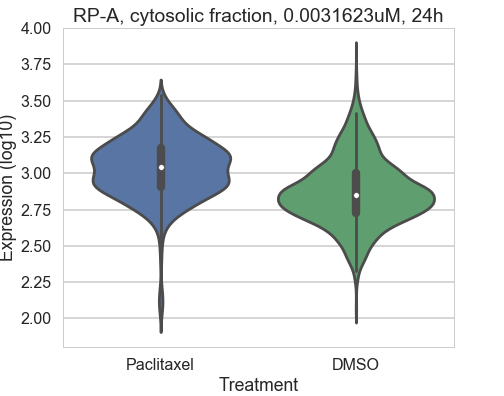 RP-A, cytosolic fraction, 0.0031623uM, 24h
4.00
3.75
3.50
3.25
3.00
2.75
2.50
2.25
2.00
Expression (log10)
Paclitaxel DMSO
Treatment